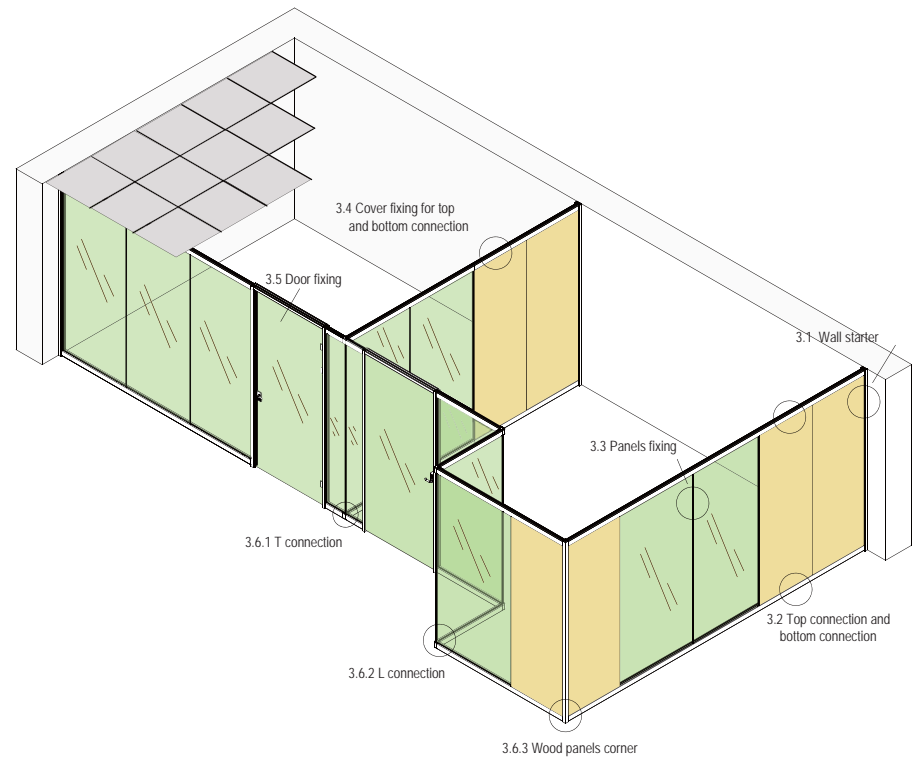 3.4 Cover fixing for top
and bottom connection
3.5 Door fixing
3.1 Wall starter
3.3 Panels fixing
3.6.1 T connection
3.2 Top connection and
bottom connection
3.6.2 L connection
3.6.3 Wood panels corner